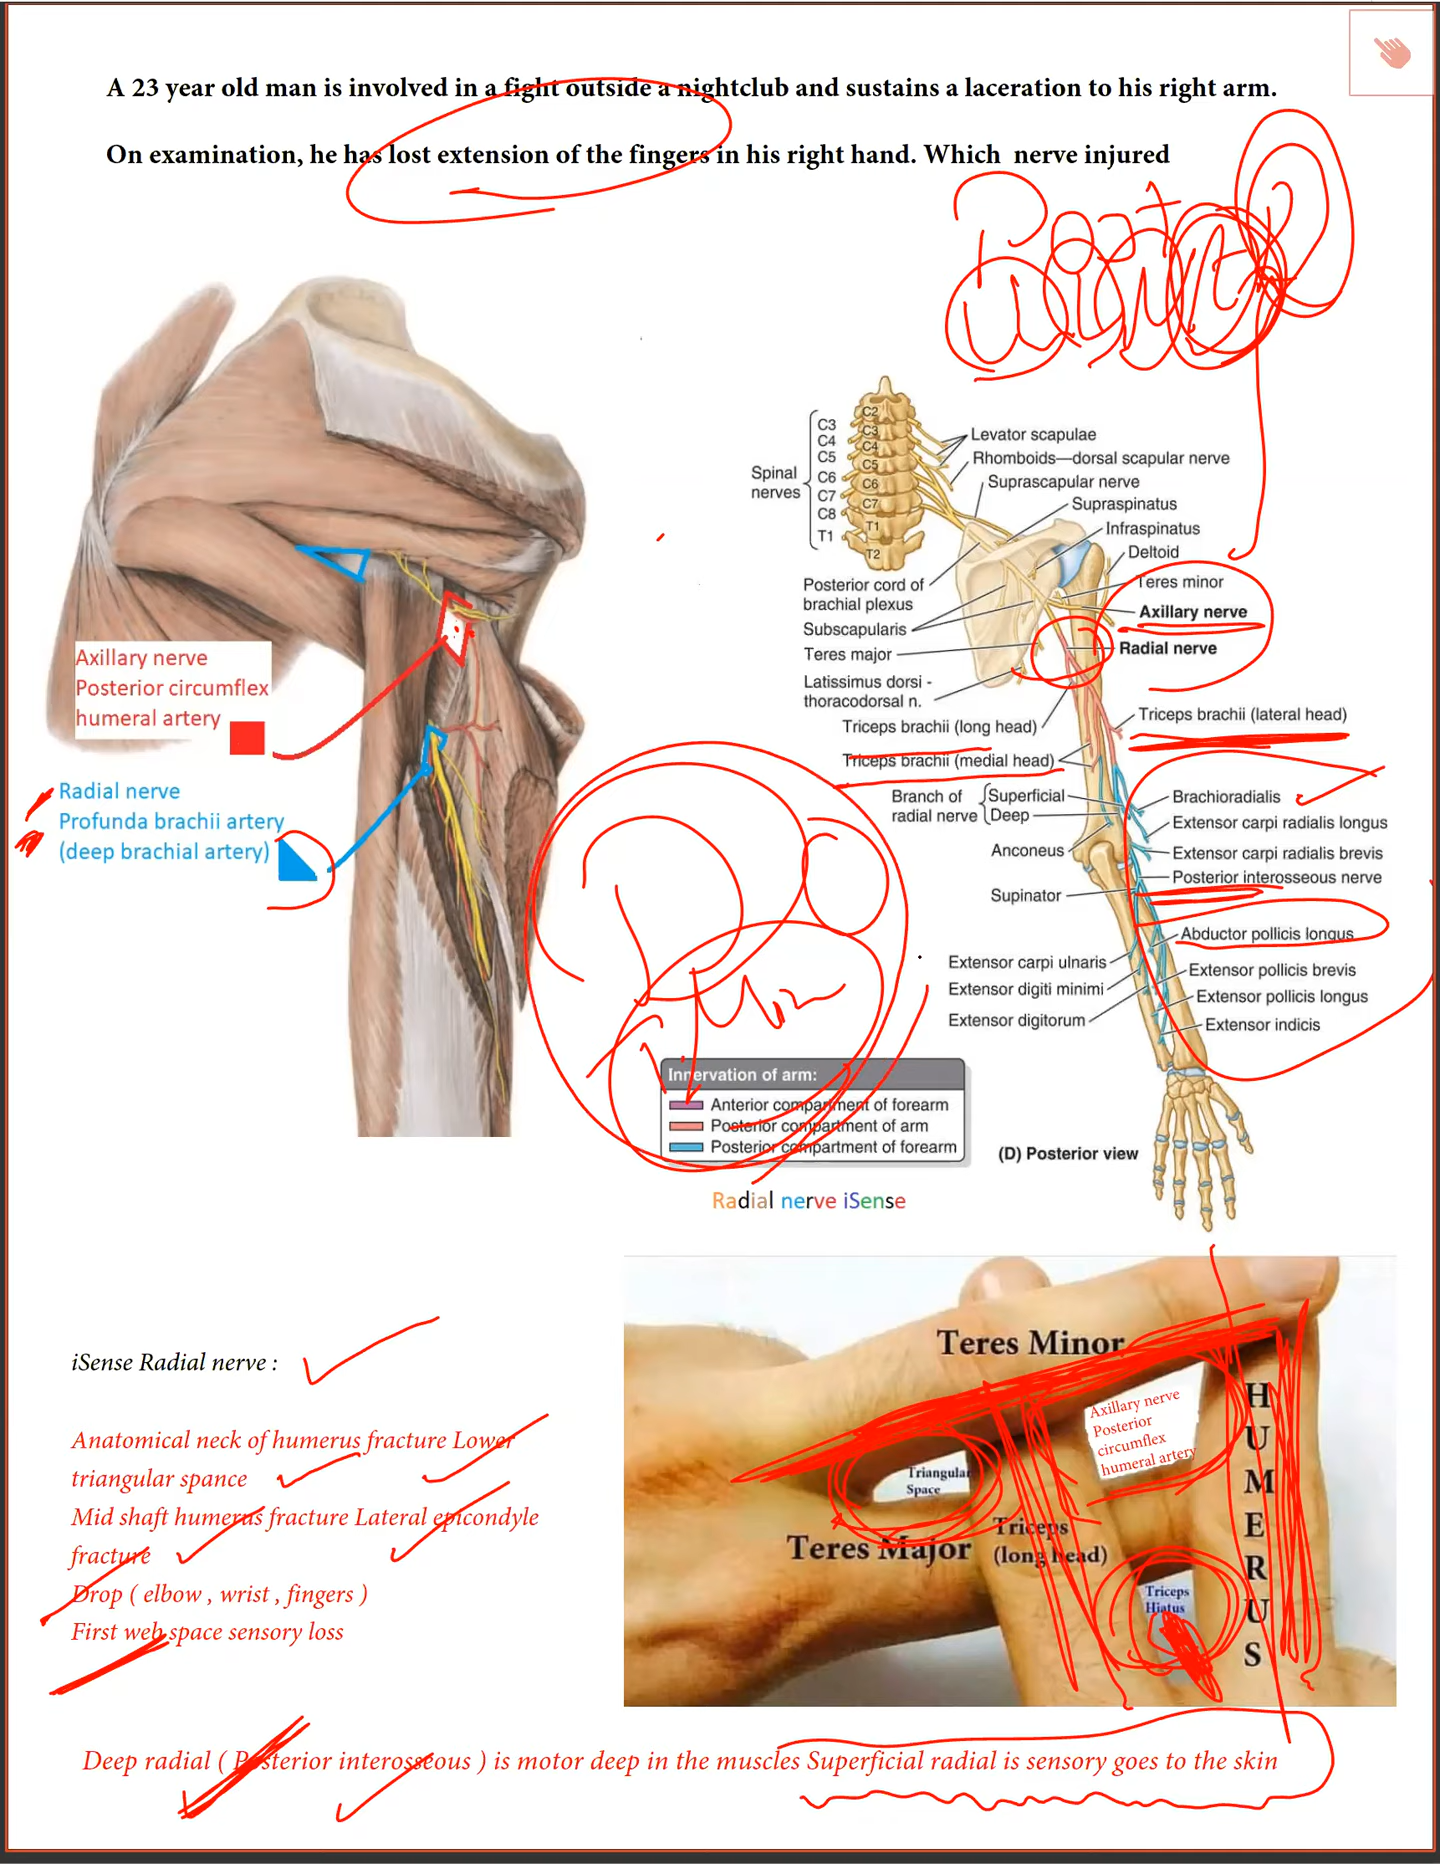 A 23 year old man is involved in a fight outside a nightclub and sustains a laceration to his right arm.
On examination, he has lost extension of the fingers in his right hand. Which nerve injured
Axillary nerve
Posterior circumflex
humeral artery
Radial nerve
Profunda brachii artery
(deep brachial artery)
Spinal
nerves
C3
C4
C5
C6
C7
C8
T1
C2
C3
C4
C5
C6
C7
T1
T2
Levator scapulae
Rhomboids—dorsal scapular nerve
Suprascapular nerve
Supraspinatus
Infraspinatus
Deltoid
Teres minor
Axillary nerve
Radial nerve
Posterior cord of
brachial plexus
Subscapularis
Teres major
Latissimus dorsi -
thoracodorsal n.
Triceps brachii (long head)
Triceps brachii (lateral head)
Triceps brachii (medial head)
Branch of
radial nerve
Superficial
Deep
Brachioradialis
Extensor carpi radialis longus
Anconeus
Extensor carpi radialis brevis
Posterior interosseous nerve
Supinator
Abductor pollicis longus
Extensor carpi ulnaris
Extensor pollicis brevis
Extensor digiti minimi
Extensor pollicis longus
Extensor digitorum
Extensor indicis
Innervation of arm:
Anterior compartment of forearm
Posterior compartment of arm
Posterior compartment of forearm
(D) Posterior view
Radial nerve iSense
iSense Radial nerve :
Anatomical neck of humerus fracture Lower
triangular spance
Mid shaft humerus fracture Lateral epicondyle
fracture
Drop ( elbow , wrist , fingers )
First web space sensory loss
Teres Minor
Axillary nerve
Posterior
circumflex
humeral artery
Triangular
Space
Teres Major
Triceps
(long head)
Triceps
Hiatus
HUMERUS
Deep radial ( Posterior interosseous ) is motor deep in the muscles Superficial radial is sensory goes to the skin